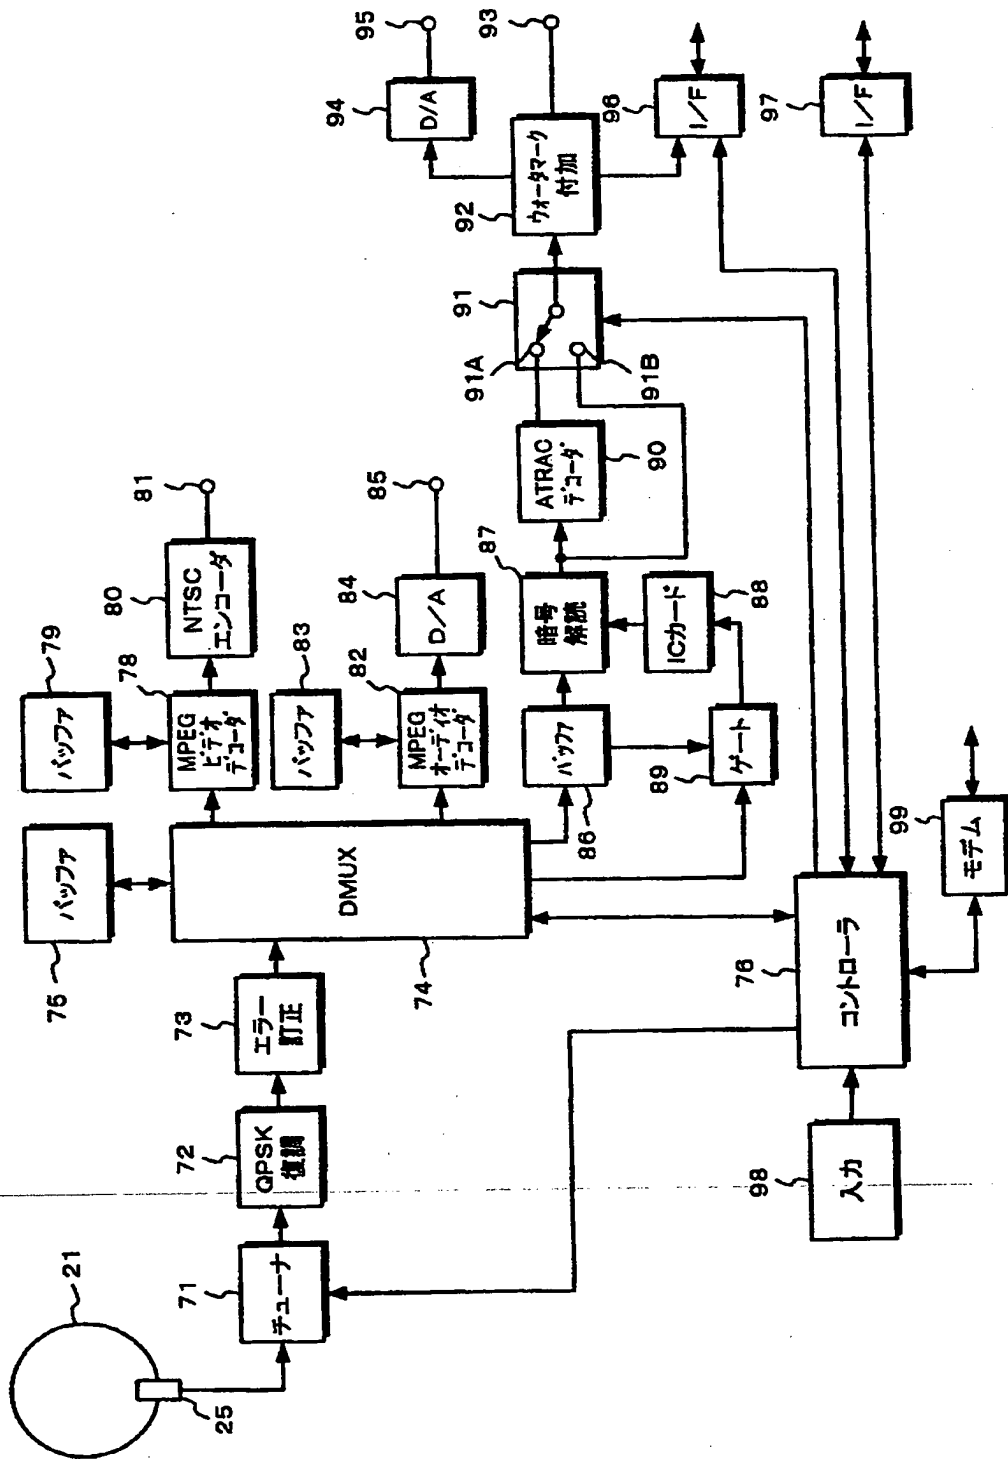 21
25
71
チューナ
72
QPSK
復調
73
エラー
訂正
74
DMUX
75
バッファ
76
コントローラ
78
MPEG
ビデオ
デコーダ
79
バッファ
80
NTSC
エンコーダ
81
82
MPEG
オーディオ
デコーダ
83
バッファ
84
D/A
85
86
バッファ
87
暗号
解読
88
ICカード
89
ゲート
90
ATRAC
デコーダ
91
91A
91B
92
ウォータマーク
付加
93
94
D/A
95
96
I/F
97
I/F
98
入力
99
モデム